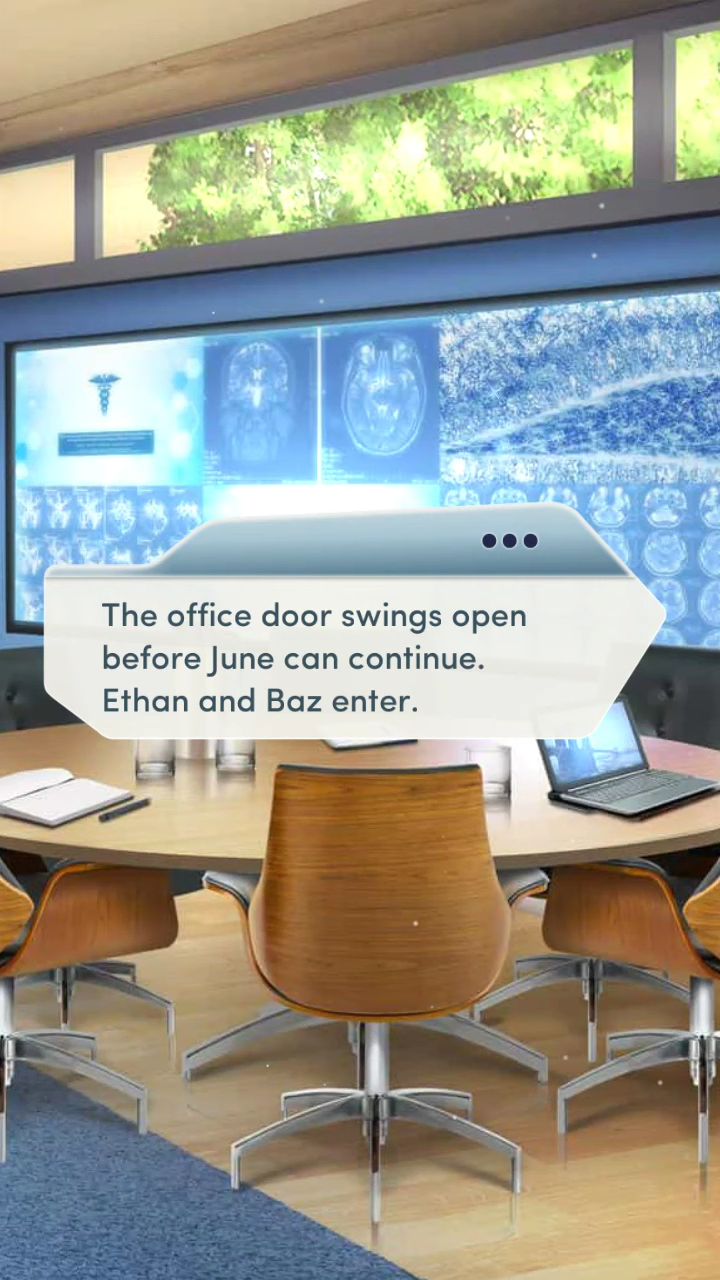 The office door swings open
before June can continue.
Ethan and Baz enter.